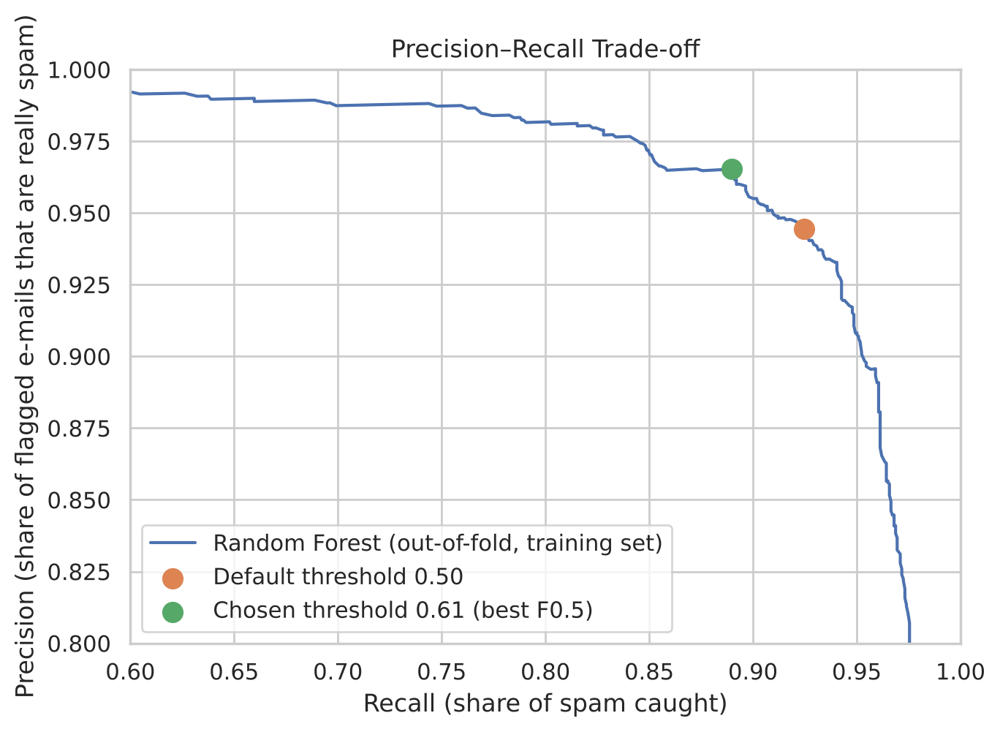 Precision–Recall Trade-off
Precision (share of flagged e-mails that are really spam)
1.000
0.975
0.950
0.925
0.900
0.875
0.850
0.825
0.800
Random Forest (out-of-fold, training set)
Default threshold 0.50
Chosen threshold 0.61 (best F0.5)
0.60 0.65 0.70 0.75 0.80 0.85 0.90 0.95 1.00
Recall (share of spam caught)